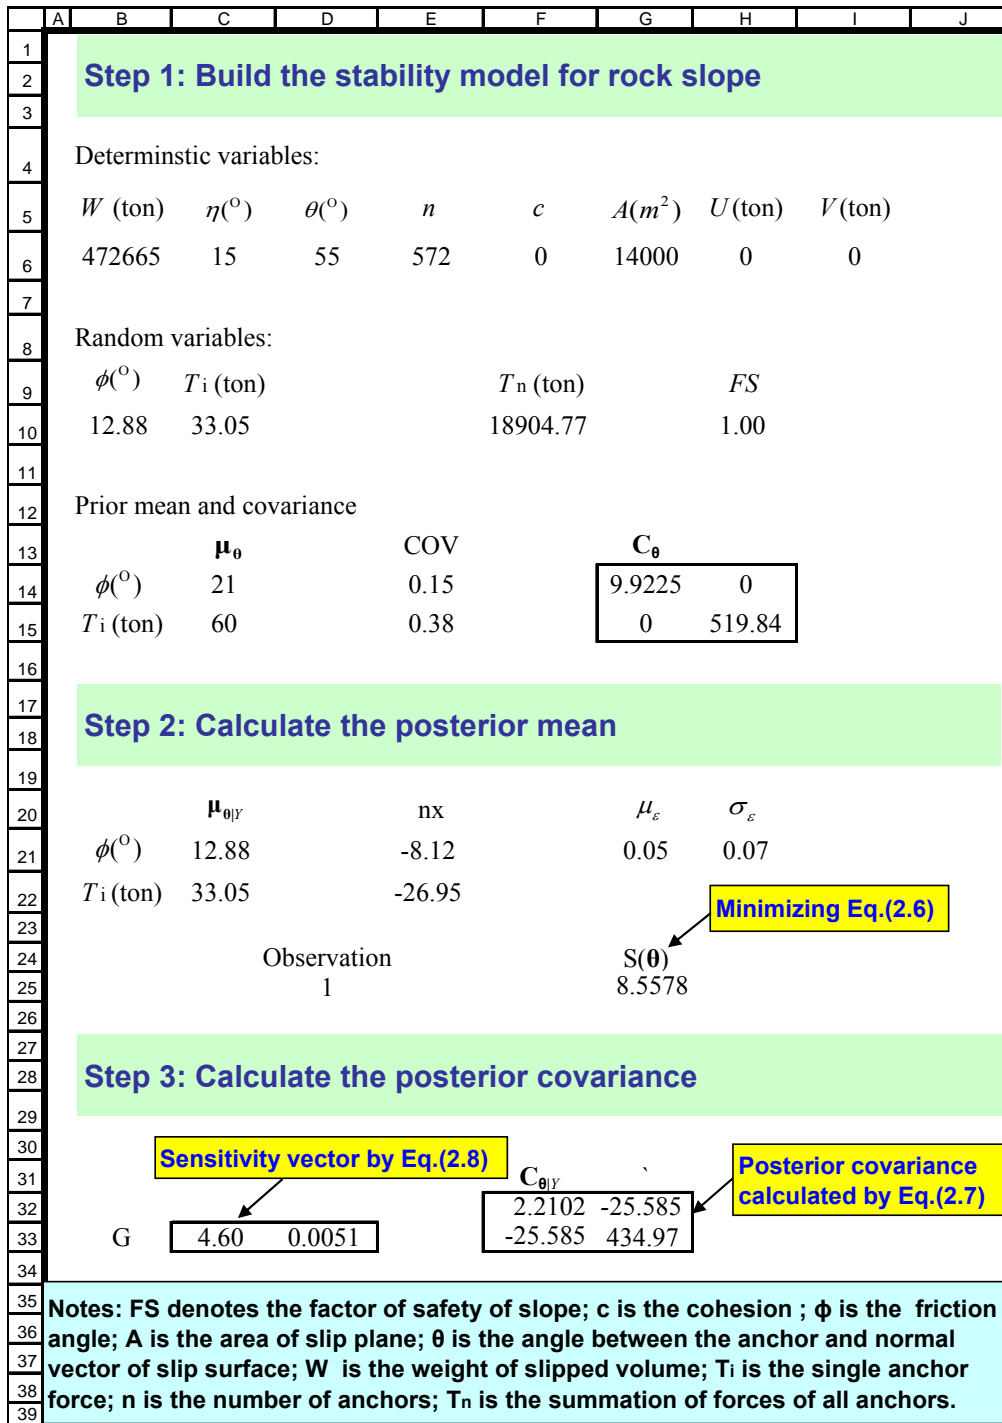 A B C D E F G H I J
1
2 Step 1: Build the stability model for rock slope
3
4 Determinstic variables:
5 W (ton) η(°) θ(°) n c A(m²) U(ton) V(ton)
6 472665 15 55 572 0 14000 0 0
7
8 Random variables:
9 ϕ(°) Ti (ton) Tn (ton) FS
10 12.88 33.05 18904.77 1.00
11
12 Prior mean and covariance
13 μθ COV Cθ
14 ϕ(°) 21 0.15 9.9225 0
15 Ti (ton) 60 0.38 0 519.84
16
17
18 Step 2: Calculate the posterior mean
19
20 μθ|Y nx με σε
21 ϕ(°) 12.88 -8.12 0.05 0.07
22 Ti (ton) 33.05 -26.95 Minimizing Eq.(2.6)
23
24 Observation S(θ)
25 1 8.5578
26
27
28 Step 3: Calculate the posterior covariance
29
30 Sensitivity vector by Eq.(2.8) Posterior covariance
31 Cθ|Y ` calculated by Eq.(2.7)
32 2.2102 -25.585
33 G 4.60 0.0051 -25.585 434.97
34
35 Notes: FS denotes the factor of safety of slope; c is the cohesion ; ϕ is the friction
36 angle; A is the area of slip plane; θ is the angle between the anchor and normal
37 vector of slip surface; W is the weight of slipped volume; Ti is the single anchor
38 force; n is the number of anchors; Tn is the summation of forces of all anchors.
39